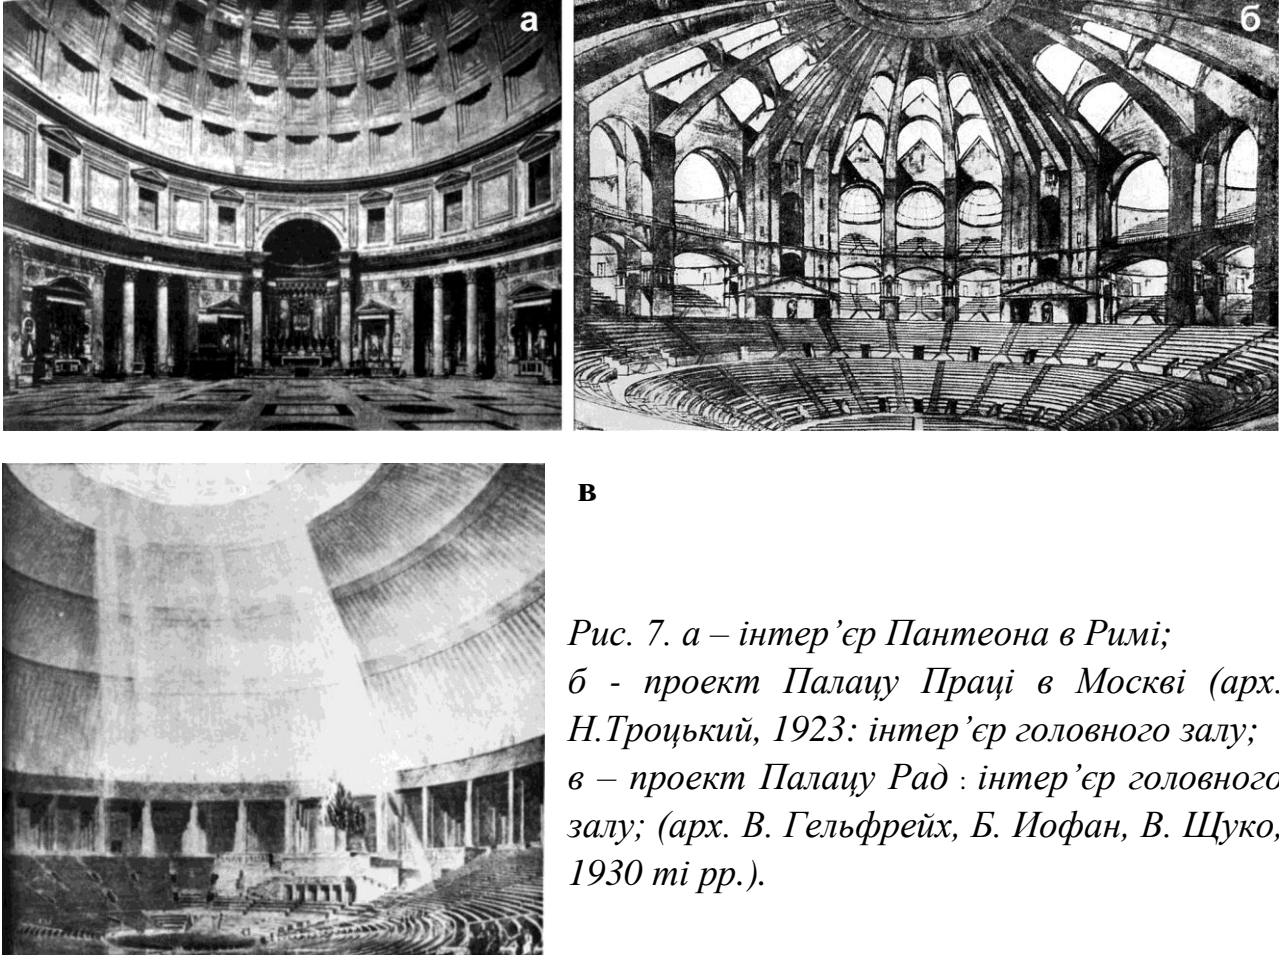 а
б
в
Рис. 7. а – інтер’єр Пантеона в Римі;
б - проект Палацу Праці в Москві (арх.
Н.Троцький, 1923: інтер’єр головного залу;
в – проект Палацу Рад : інтер’єр головного
залу; (арх. В. Гельфрейх, Б. Иофан, В. Щуко,
1930 ті рр.).